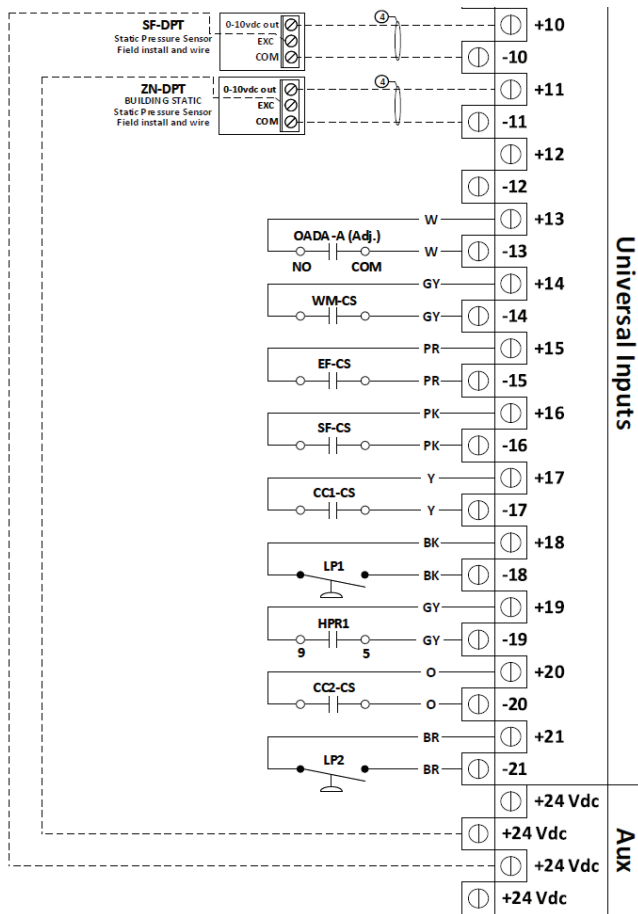 SF-DPT
Static Pressure Sensor
Field install and wire
0-10vdc out
EXC
COM
4
+10
-10
ZN-DPT
BUILDING STATIC
Static Pressure Sensor
Field install and wire
0-10vdc out
EXC
COM
4
+11
-11
+12
-12
W
+13
OADA-A (Adj.)
NO
COM
W
-13
GY
+14
WM-CS
GY
-14
PR
+15
EF-CS
PR
-15
PK
+16
SF-CS
PK
-16
Y
+17
CC1-CS
Y
-17
BK
+18
LP1
BK
-18
GY
+19
HPR1
9
5
GY
-19
O
+20
CC2-CS
O
-20
BR
+21
LP2
BR
-21
Universal Inputs
+24 Vdc
+24 Vdc
+24 Vdc
+24 Vdc
Aux